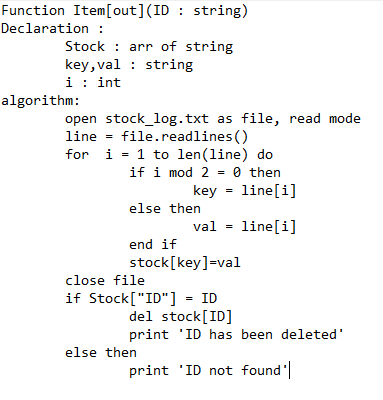 Function Item[out](ID : string)
Declaration :
Stock : arr of string
key,val : string
i : int
algorithm:
open stock_log.txt as file, read mode
line = file.readlines()
for  i = 1 to len(line) do
if i mod 2 = 0 then
key = line[i]
else then
val = line[i]
end if
stock[key]=val
close file
if Stock["ID"] = ID
del stock[ID]
print 'ID has been deleted'
else then
print 'ID not found'